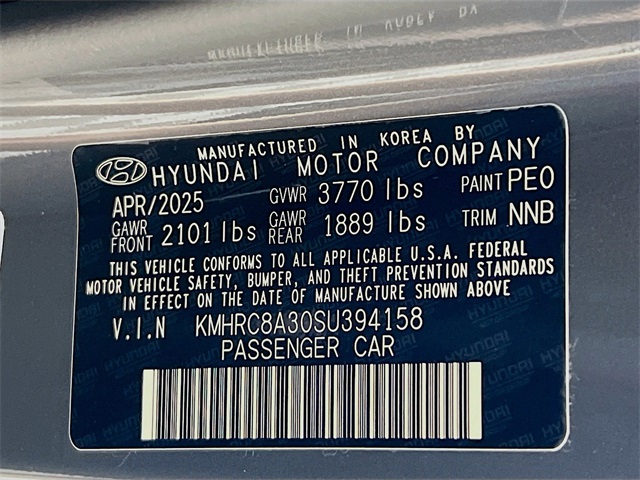 MANUFACTURED IN KOREA BY
HYUNDAI MOTOR COMPANY
APR/2025 GVWR 3770 lbs PAINT PEO
GAWR FRONT 2101 lbs GAWR REAR 1889 lbs TRIM NNB
THIS VEHICLE CONFORMS TO ALL APPLICABLE U.S.A. FEDERAL
MOTOR VEHICLE SAFETY, BUMPER, AND THEFT PREVENTION STANDARDS
IN EFFECT ON THE DATE OF MANUFACTURE SHOWN ABOVE
V.I.N KMHRC8A30SU394158
PASSENGER CAR